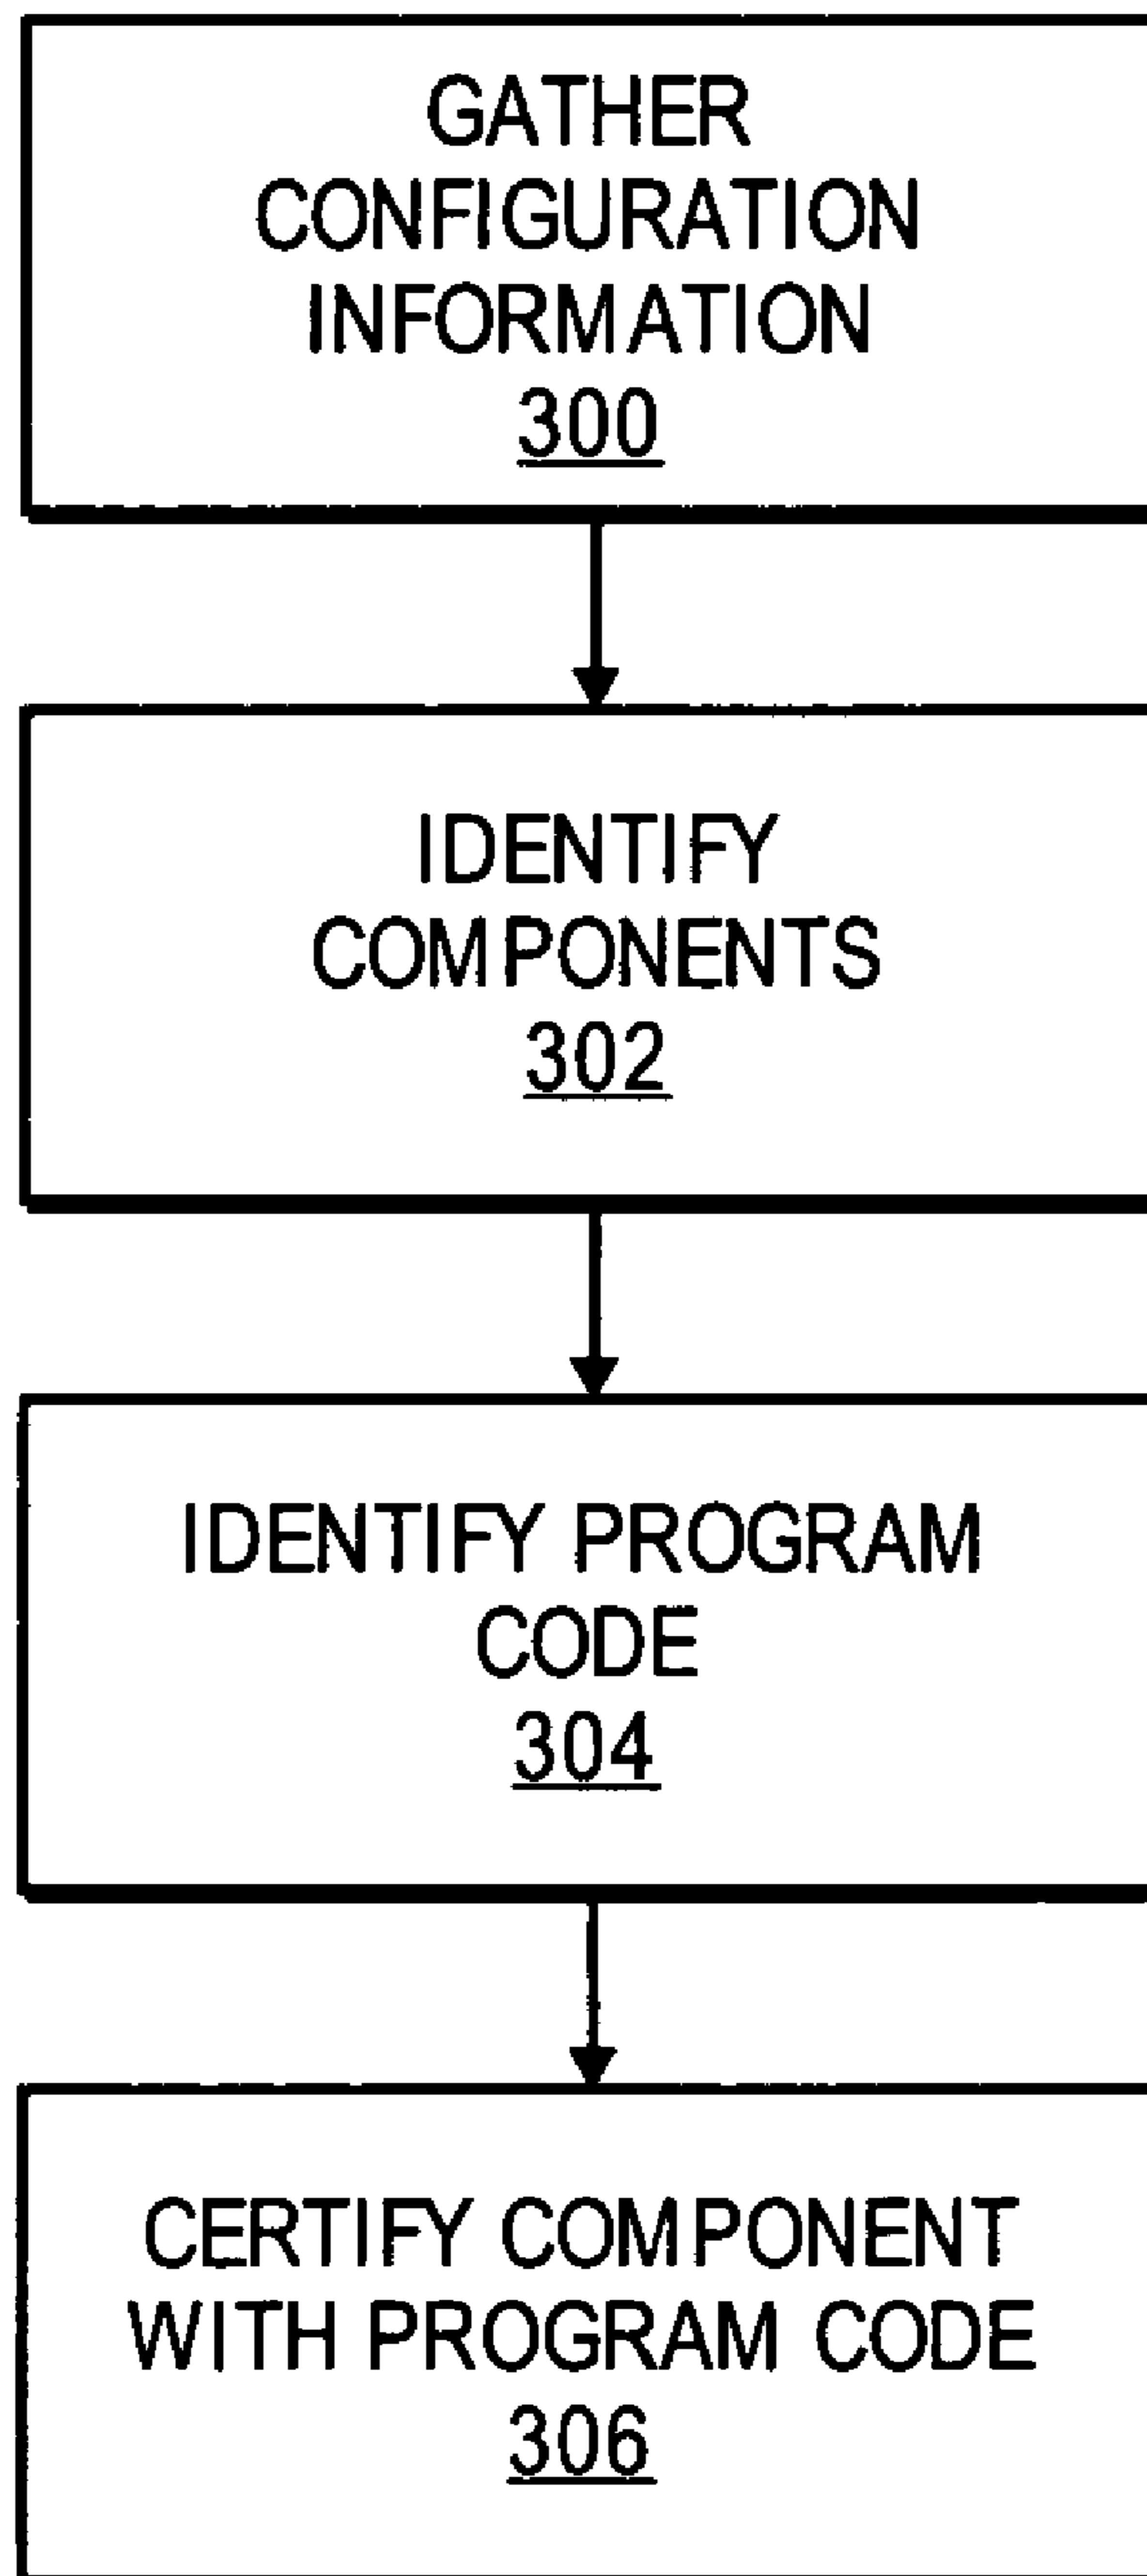 GATHER
CONFIGURATION
INFORMATION
300
IDENTIFY
COMPONENTS
302
IDENTIFY PROGRAM
CODE
304
CERTIFY COMPONENT
WITH PROGRAM CODE
306